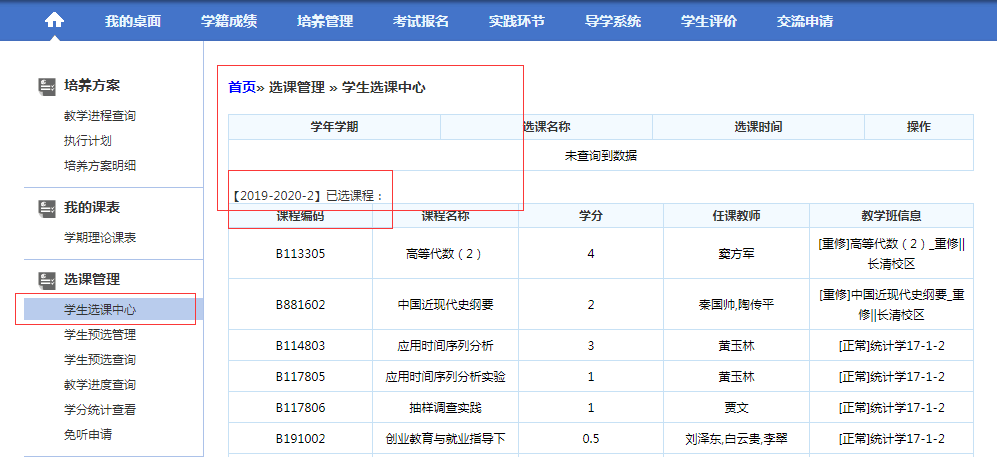 我的桌面 学籍成绩 培养管理 考试报名 实践环节 导学系统 学生评价 交流申请
培养方案
教学进程查询
执行计划
培养方案明细
我的课表
学期理论课表
选课管理
学生选课中心
学生预选管理
学生预选查询
教学进度查询
学分统计查看
免听申请
首页» 选课管理 » 学生选课中心
学年学期 选课名称 选课时间 操作
未查询到数据
【2019-2020-2】已选课程：
课程编码 课程名称 学分 任课教师 教学班信息
B113305 高等代数（2） 4 窦方军 [重修]高等代数（2）_重修||
长清校区
B881602 中国近现代史纲要 2 秦国帅,陶传平 [重修]中国近现代史纲要_重
修||长清校区
B114803 应用时间序列分析 3 黄玉林 [正常]统计学17-1-2
B117805 应用时间序列分析实验 1 黄玉林 [正常]统计学17-1-2
B117806 抽样调查实践 1 贾文 [正常]统计学17-1-2
B191002 创业教育与就业指导下 0.5 刘泽东,白云贵,李翠 [正常]统计学17-1-2